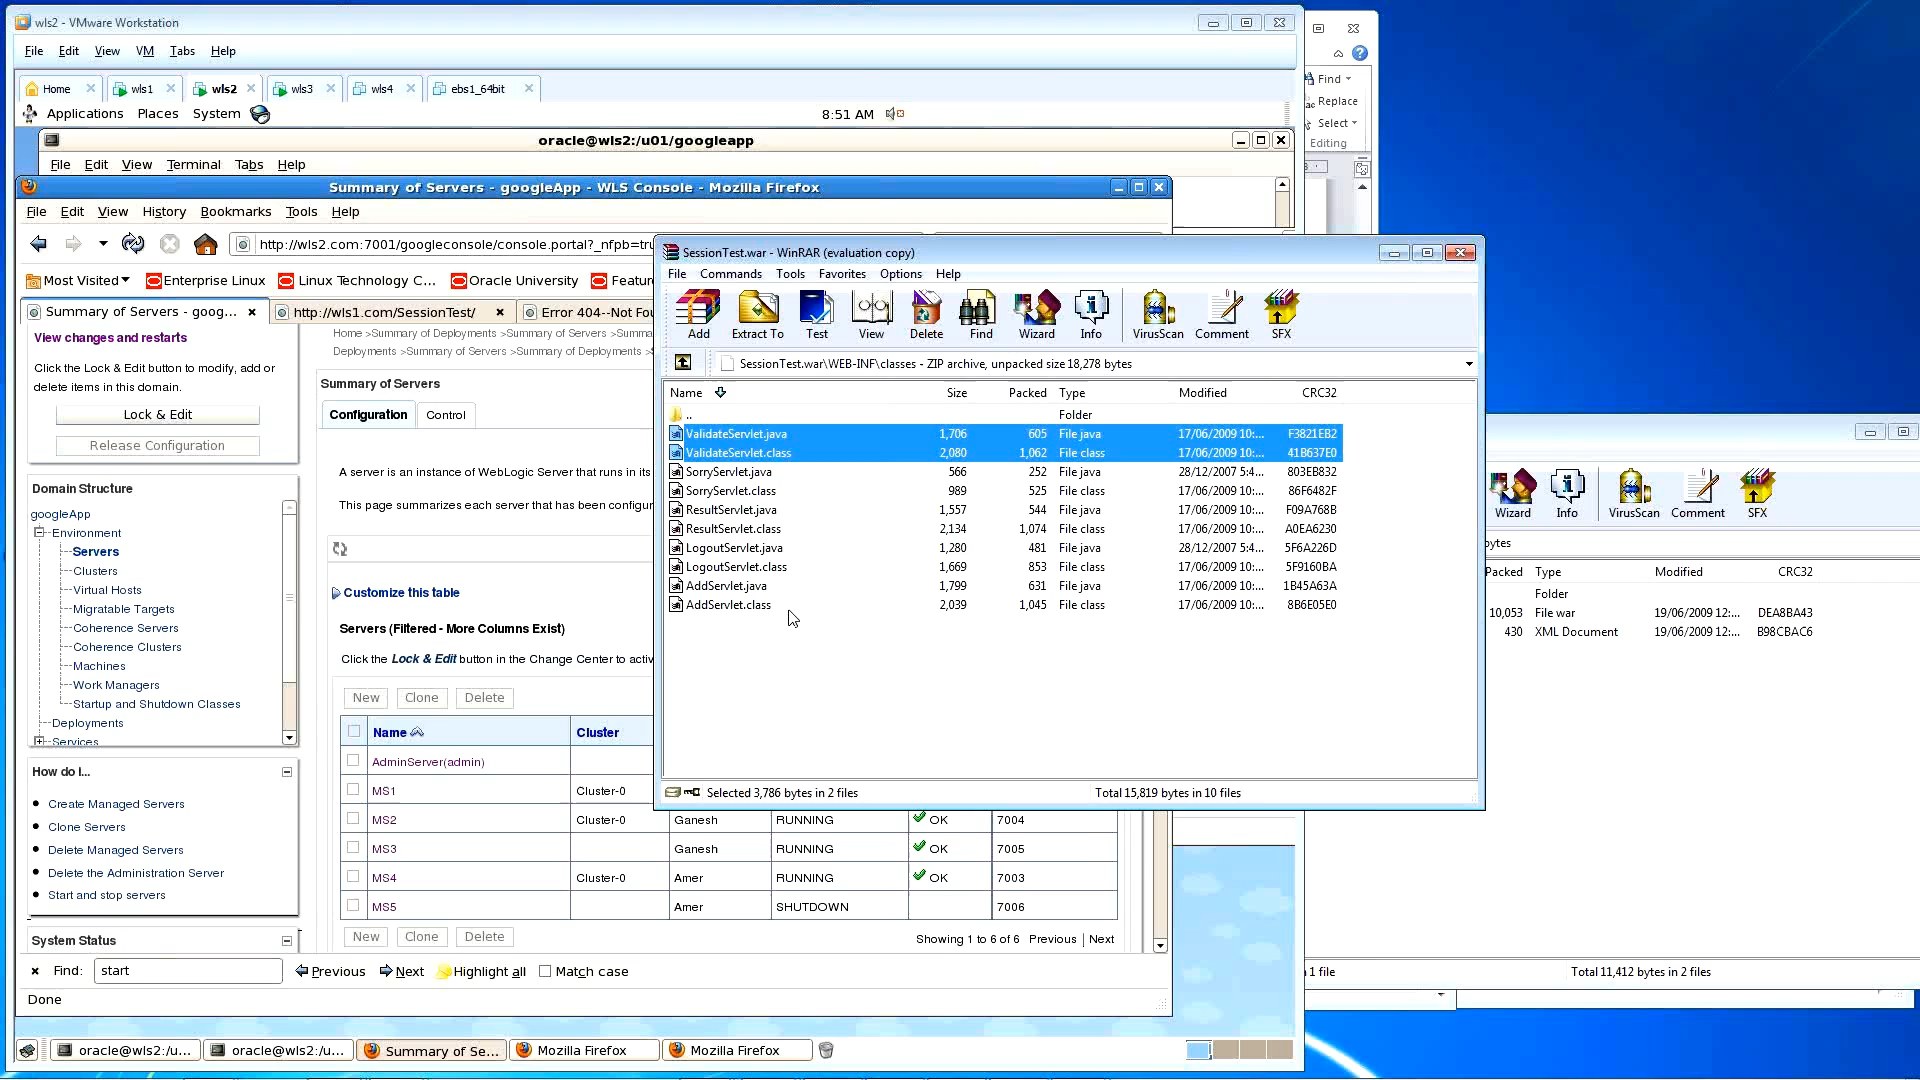 wls2 - VMware Workstation
File Edit View VM Tabs Help
Home wls1 wls2 wls3 wls4 ebs1_64bit
Applications Places System 8:51 AM
oracle@wls2:/u01/googleapp
File Edit View Terminal Tabs Help
Summary of Servers - googleApp - WLS Console - Mozilla Firefox
File Edit View History Bookmarks Tools Help
http://wls2.com:7001/googleconsole/console.portal?_nfpb=tru
Most Visited Enterprise Linux Linux Technology C... Oracle University Featur
Summary of Servers - goog... http://wls1.com/SessionTest/ Error 404--Not Fou
View changes and restarts
Click the Lock & Edit button to modify, add or
delete items in this domain.
Lock & Edit
Release Configuration
Domain Structure
googleApp
Environment
Servers
Clusters
Virtual Hosts
Migratable Targets
Coherence Servers
Coherence Clusters
Machines
Work Managers
Startup and Shutdown Classes
Deployments
Services
How do I...
Create Managed Servers
Clone Servers
Delete Managed Servers
Delete the Administration Server
Start and stop servers
System Status
Home >Summary of Deployments >Summary of Servers >Summa
Deployments >Summary of Servers >Summary of Deployments >
Summary of Servers
Configuration Control
A server is an instance of WebLogic Server that runs in its
This page summarizes each server that has been configur
Customize this table
Servers (Filtered - More Columns Exist)
Click the Lock & Edit button in the Change Center to activ
New Clone Delete
Name Cluster
AdminServer(admin)
MS1 Cluster-0
MS2 Cluster-0 Ganesh RUNNING OK 7004
MS3 Ganesh RUNNING OK 7005
MS4 Cluster-0 Amer RUNNING OK 7003
MS5 Amer SHUTDOWN 7006
New Clone Delete Showing 1 to 6 of 6 Previous | Next
Find: start Previous Next Highlight all Match case
Done
oracle@wls2:/u... oracle@wls2:/u... Summary of Se... Mozilla Firefox Mozilla Firefox
SessionTest.war - WinRAR (evaluation copy)
File Commands Tools Favorites Options Help
Add Extract To Test View Delete Find Wizard Info VirusScan Comment SFX
SessionTest.war\WEB-INF\classes - ZIP archive, unpacked size 18,278 bytes
Name Size Packed Type Modified CRC32
.. Folder
ValidateServlet.java 1,706 605 File java 17/06/2009 10:... F3821EB2
ValidateServlet.class 2,080 1,062 File class 17/06/2009 10:... 41B637E0
SorryServlet.java 566 252 File java 28/12/2007 5:4... 803EB832
SorryServlet.class 989 525 File class 17/06/2009 10:... 86F6482F
ResultServlet.java 1,557 544 File java 17/06/2009 10:... F09A768B
ResultServlet.class 2,134 1,074 File class 17/06/2009 10:... A0EA6230
LogoutServlet.java 1,280 481 File java 28/12/2007 5:4... 5F6A226D
LogoutServlet.class 1,669 853 File class 17/06/2009 10:... 5F9160BA
AddServlet.java 1,799 631 File java 17/06/2009 10:... 1B45A63A
AddServlet.class 2,039 1,045 File class 17/06/2009 10:... 8B6E05E0
Selected 3,786 bytes in 2 files Total 15,819 bytes in 10 files
Find
Replace
Select
Editing
Wizard Info VirusScan Comment SFX
ytes
Packed Type Modified CRC32
Folder
10,053 File war 19/06/2009 12:... DEA8BA43
430 XML Document 19/06/2009 12:... B98CBAC6
1 file Total 11,412 bytes in 2 files